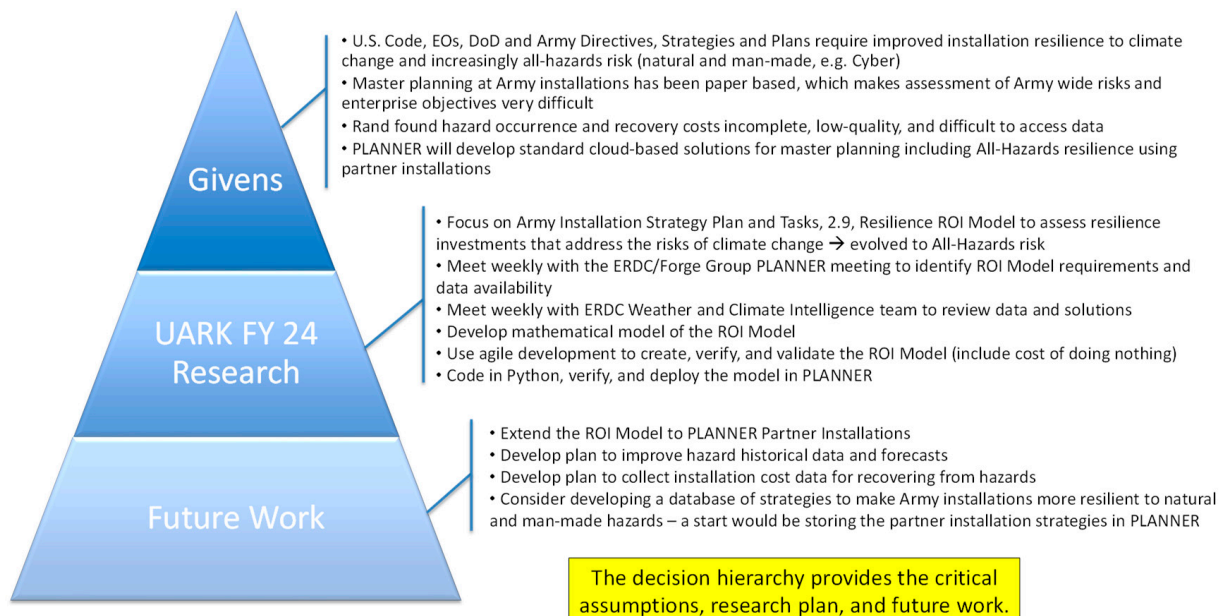 • U.S. Code, EOs, DoD and Army Directives, Strategies and Plans require improved installation resilience to climate
change and increasingly all-hazards risk (natural and man-made, e.g. Cyber)
• Master planning at Army installations has been paper based, which makes assessment of Army wide risks and
enterprise objectives very difficult
• Rand found hazard occurrence and recovery costs incomplete, low-quality, and difficult to access data
• PLANNER will develop standard cloud-based solutions for master planning including All-Hazards resilience using
partner installations
Givens
• Focus on Army Installation Strategy Plan and Tasks, 2.9, Resilience ROI Model to assess resilience
investments that address the risks of climate change → evolved to All-Hazards risk
• Meet weekly with the ERDC/Forge Group PLANNER meeting to identify ROI Model requirements and
data availability
• Meet weekly with ERDC Weather and Climate Intelligence team to review data and solutions
• Develop mathematical model of the ROI Model
• Use agile development to create, verify, and validate the ROI Model (include cost of doing nothing)
• Code in Python, verify, and deploy the model in PLANNER
UARK FY 24
Research
• Extend the ROI Model to PLANNER Partner Installations
• Develop plan to improve hazard historical data and forecasts
• Develop plan to collect installation cost data for recovering from hazards
• Consider developing a database of strategies to make Army installations more resilient to natural
and man-made hazards – a start would be storing the partner installation strategies in PLANNER
Future Work
The decision hierarchy provides the critical
assumptions, research plan, and future work.